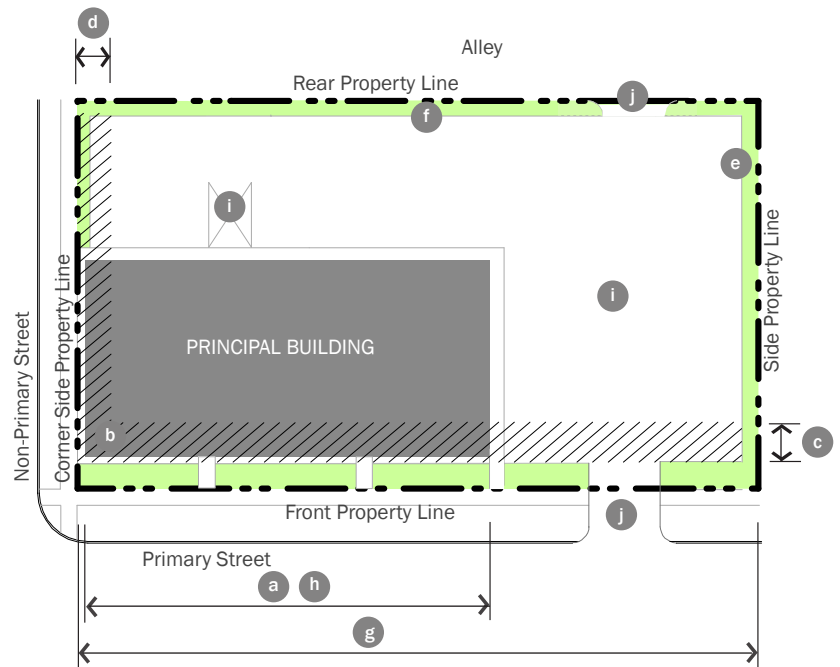 d
Alley
Rear Property Line
j
f
e
i
i
PRINCIPAL BUILDING
Non-Primary Street
Corner Side Property Line
Side Property Line
b
c
Front Property Line
j
Primary Street
a h
g